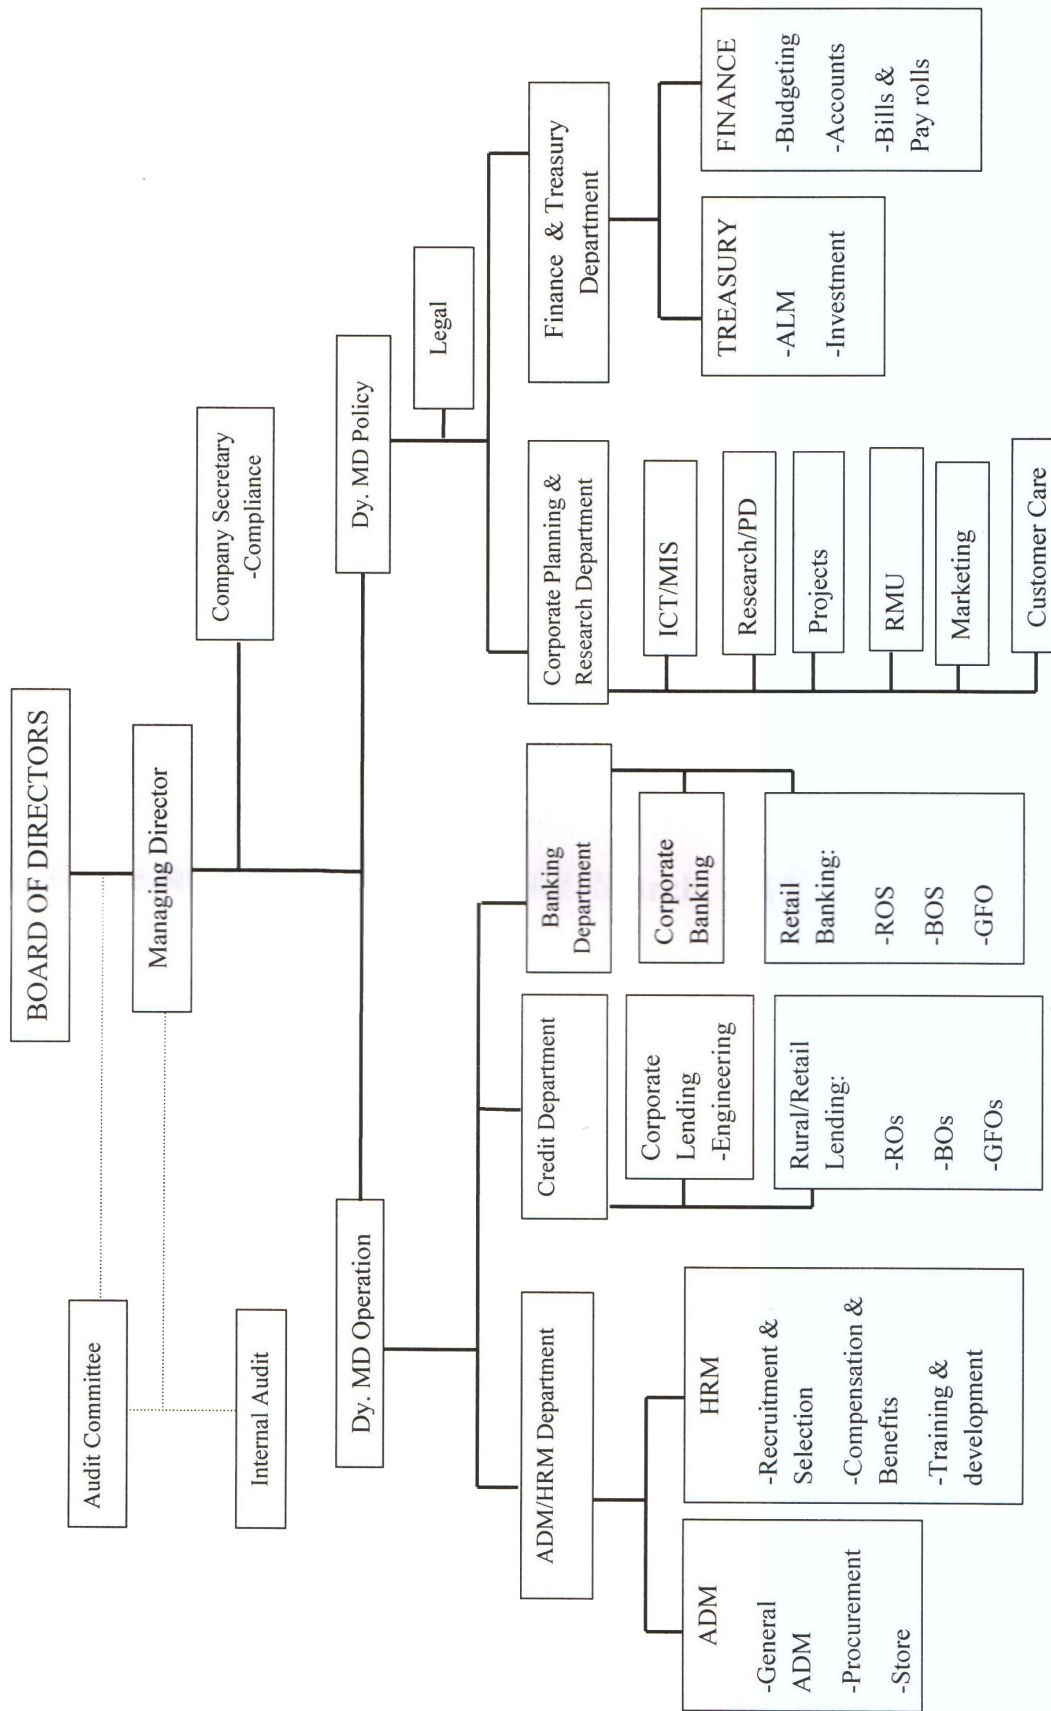 BOARD OF DIRECTORS
Audit Committee
Managing Director
Internal Audit
Company Secretary
-Compliance
Dy. MD Operation
Dy. MD Policy
Legal
ADM/HRM Department
Credit Department
Banking
Department
Corporate Planning &
Research Department
Finance & Treasury
Department
ADM
-General
ADM
-Procurement
-Store
HRM
-Recruitment &
Selection
-Compensation &
Benefits
-Training &
development
Corporate
Lending
-Engineering
Rural/Retail
Lending:
-ROs
-BOs
-GFOs
Corporate
Banking
Retail
Banking:
-ROS
-BOS
-GFO
ICT/MIS
Research/PD
Projects
RMU
Marketing
Customer Care
TREASURY
-ALM
-Investment
FINANCE
-Budgeting
-Accounts
-Bills &
Pay rolls